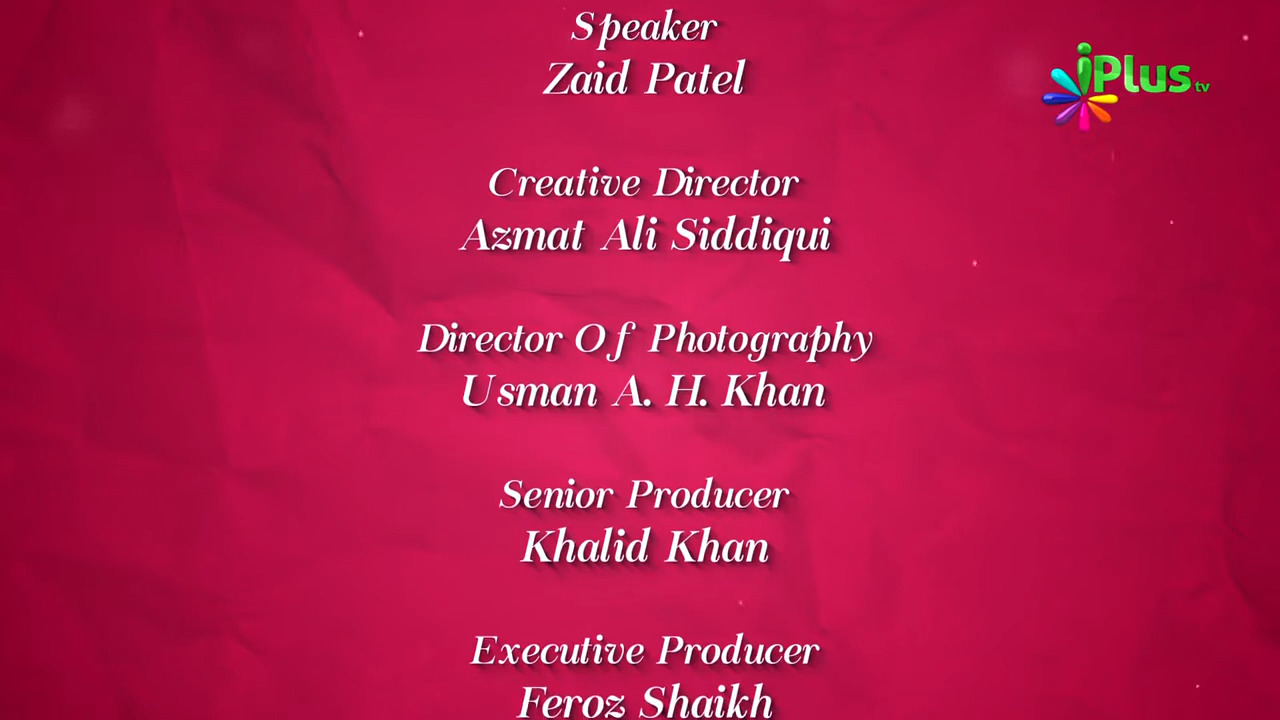 Speaker
Zaid Patel
iPlus tv
Creative Director
Azmat Ali Siddiqui
Director Of Photography
Usman A. H. Khan
Senior Producer
Khalid Khan
Executive Producer
Feroz Shaikh